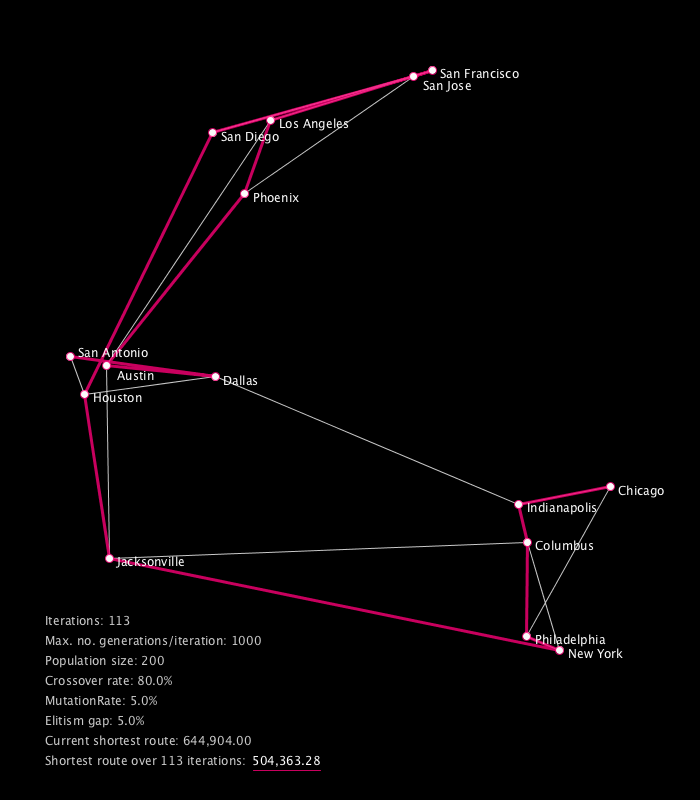 San Francisco
San Jose
Los Angeles
San Diego
Phoenix
San Antonio
Austin
Dallas
Houston
Chicago
Indianapolis
Columbus
Jacksonville
Philadelphia
New York
Iterations: 113
Max. no. generations/iteration: 1000
Population size: 200
Crossover rate: 80.0%
MutationRate: 5.0%
Elitism gap: 5.0%
Current shortest route: 644,904.00
Shortest route over 113 iterations: 504,363.28